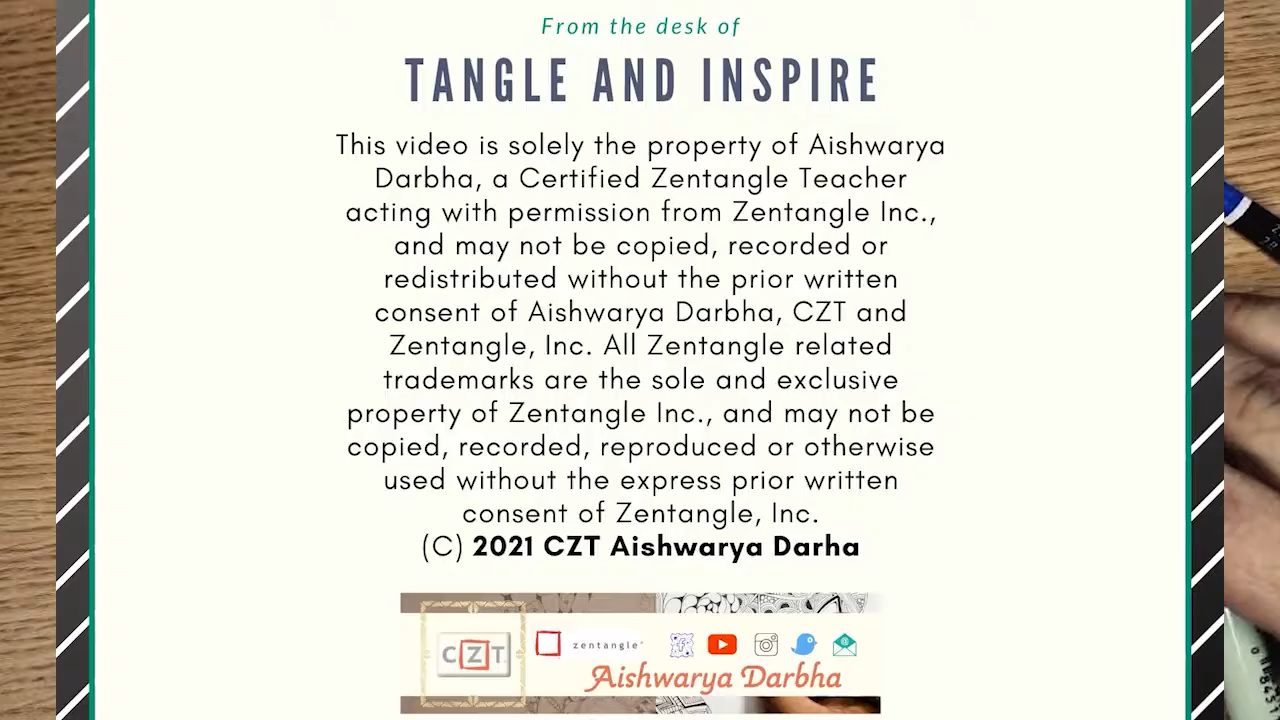 From the desk of
TANGLE AND INSPIRE
This video is solely the property of Aishwarya
Darbha, a Certified Zentangle Teacher
acting with permission from Zentangle Inc.,
and may not be copied, recorded or
redistributed without the prior written
consent of Aishwarya Darbha, CZT and
Zentangle, Inc. All Zentangle related
trademarks are the sole and exclusive
property of Zentangle Inc., and may not be
copied, recorded, reproduced or otherwise
used without the express prior written
consent of Zentangle, Inc.
(C) 2021 CZT Aishwarya Darha
CZT
zentangle®
Aishwarya Darbha